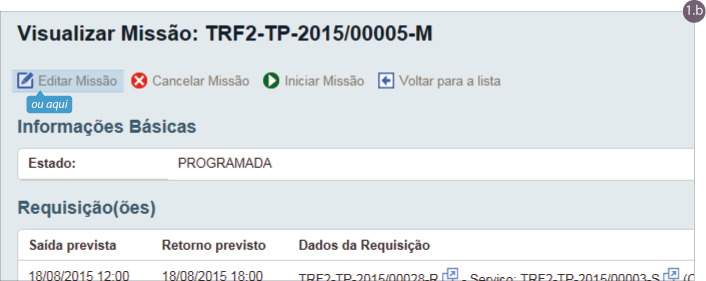 1.b
Visualizar Missão: TRF2-TP-2015/00005-M
Editar Missão Cancelar Missão Iniciar Missão Voltar para a lista
ou aqui
Informações Básicas
Estado: PROGRAMADA
Requisição(ões)
Saída prevista Retorno previsto Dados da Requisição
18/08/2015 12:00 18/08/2015 18:00 TRF2-TP-2015/00028-R - Serviço: TRF2-TP-2015/00003-S